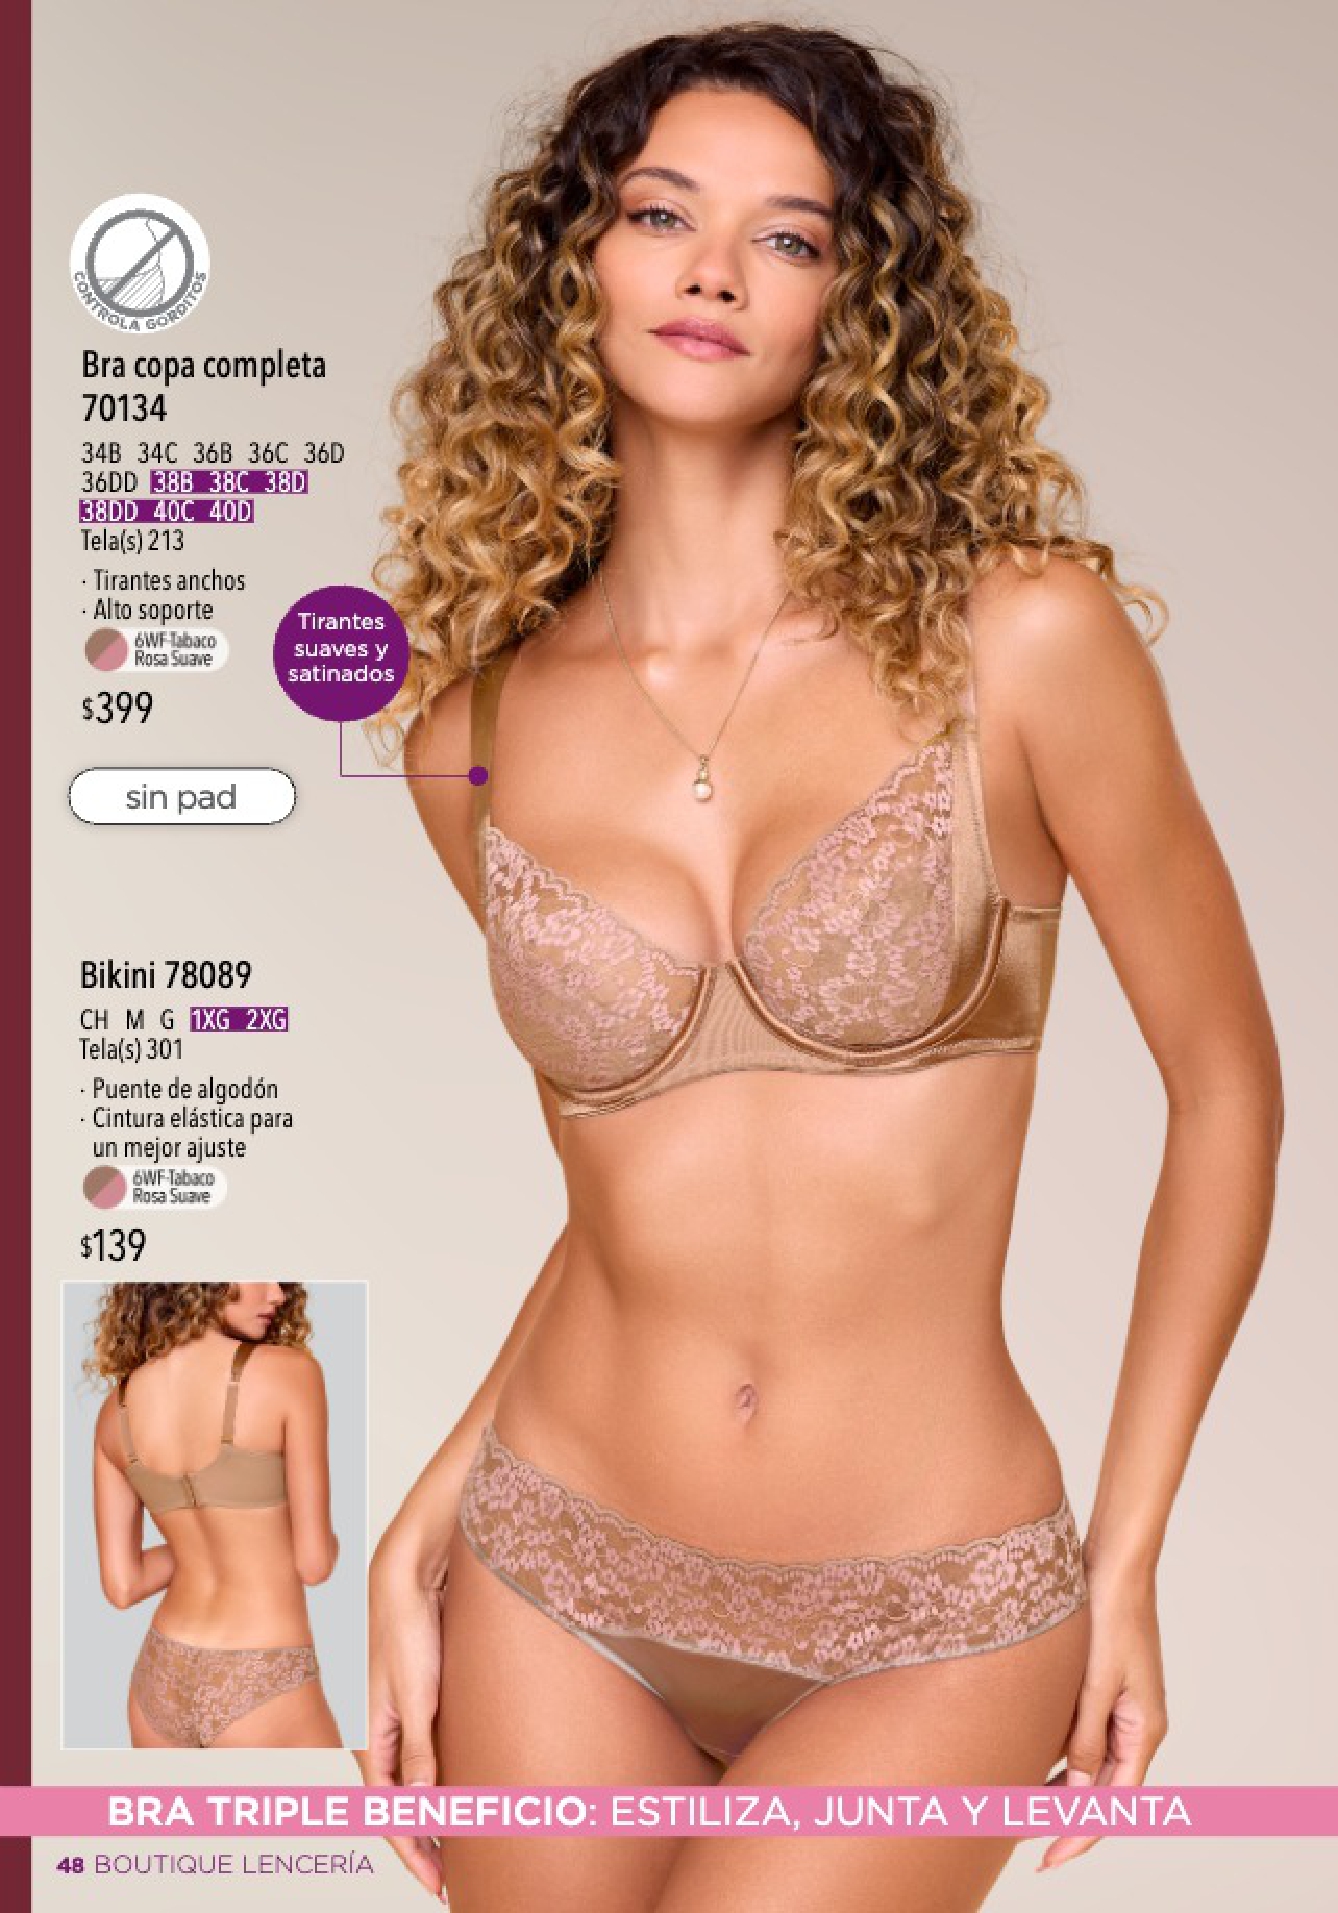 CONTROLA GORDITOS
Bra copa completa
70134
34B 34C 36B 36C 36D
36DD 38B 38C 38D
38DD 40C 40D
Tela(s) 213
· Tirantes anchos
· Alto soporte
6WF-Tabaco
Rosa Suave
$399
Tirantes
suaves y
satinados
sin pad
Bikini 78089
CH M G 1XG 2XG
Tela(s) 301
· Puente de algodón
· Cintura elástica para
un mejor ajuste
6WF-Tabaco
Rosa Suave
$139
BRA TRIPLE BENEFICIO: ESTILIZA, JUNTA Y LEVANTA
48 BOUTIQUE LENCERÍA